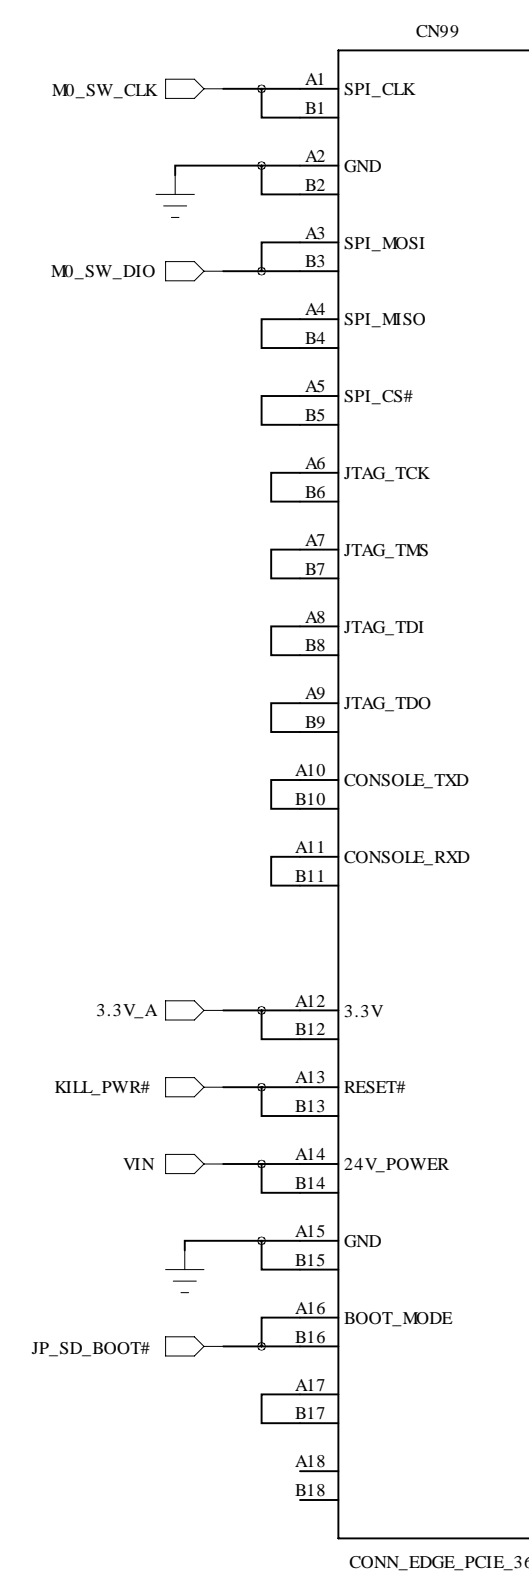 CN99
M0_SW_CLK A1 SPI_CLK
B1
A2 GND
B2
A3 SPI_MOSI
M0_SW_DIO B3
A4 SPI_MISO
B4
A5 SPI_CS#
B5
A6 JTAG_TCK
B6
A7 JTAG_TMS
B7
A8 JTAG_TDI
B8
A9 JTAG_TDO
B9
A10 CONSOLE_TXD
B10
A11 CONSOLE_RXD
B11
3.3V_A A12 3.3V
B12
KILL_PWR# A13 RESET#
B13
VIN A14 24V_POWER
B14
A15 GND
B15
A16 BOOT_MODE
JP_SD_BOOT# B16
A17
B17
A18
B18
CONN_EDGE_PCIE_36